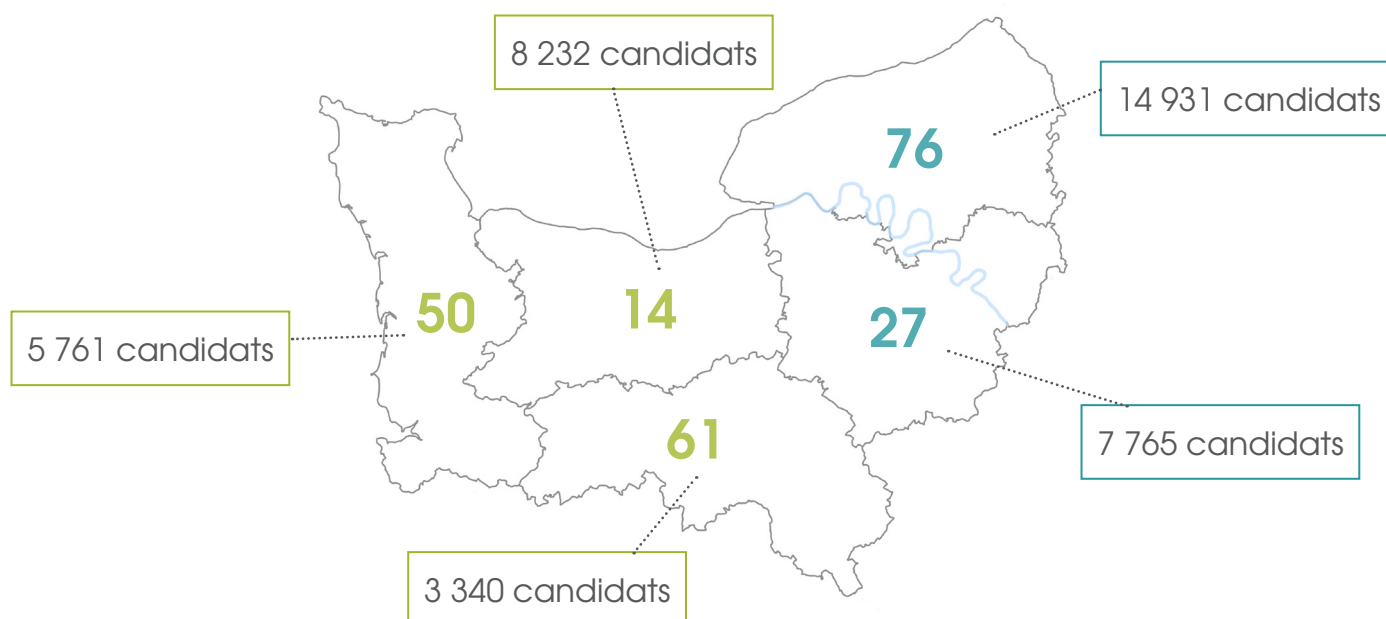 8 232 candidats
14 931 candidats
76
50
14
27
5 761 candidats
61
7 765 candidats
3 340 candidats